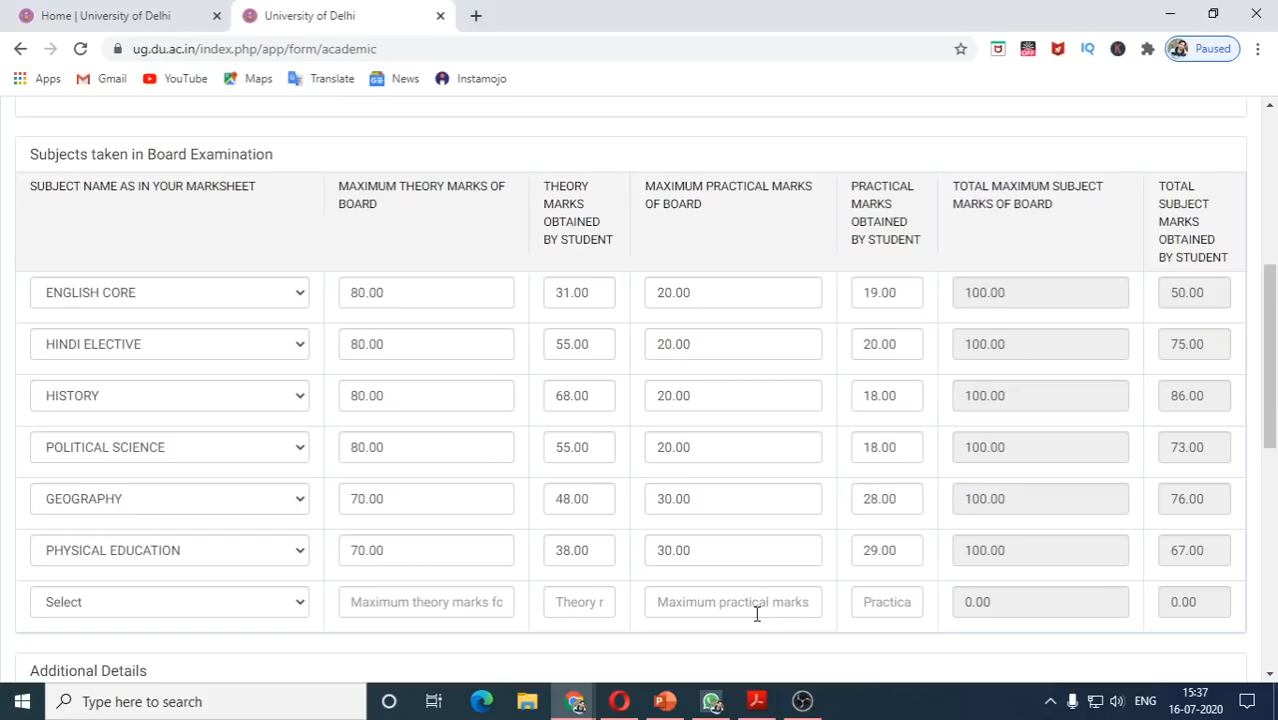 Home | University of Delhi
University of Delhi
ug.du.ac.in/index.php/app/form/academic
OFF
IQ
K
Paused
Apps
Gmail
YouTube
Maps
Translate
News
Instamojo
Subjects taken in Board Examination
SUBJECT NAME AS IN YOUR MARKSHEET
MAXIMUM THEORY MARKS OF
BOARD
THEORY
MARKS
OBTAINED
BY STUDENT
MAXIMUM PRACTICAL MARKS
OF BOARD
PRACTICAL
MARKS
OBTAINED
BY STUDENT
TOTAL MAXIMUM SUBJECT
MARKS OF BOARD
TOTAL
SUBJECT
MARKS
OBTAINED
BY STUDENT
ENGLISH CORE 80.00 31.00 20.00 19.00 100.00 50.00
HINDI ELECTIVE 80.00 55.00 20.00 20.00 100.00 75.00
HISTORY 80.00 68.00 20.00 18.00 100.00 86.00
POLITICAL SCIENCE 80.00 55.00 20.00 18.00 100.00 73.00
GEOGRAPHY 70.00 48.00 30.00 28.00 100.00 76.00
PHYSICAL EDUCATION 70.00 38.00 30.00 29.00 100.00 67.00
Select Maximum theory marks fo Theory r Maximum practical marks Practica 0.00 0.00
Additional Details
Type here to search
ENG
15:37
16-07-2020